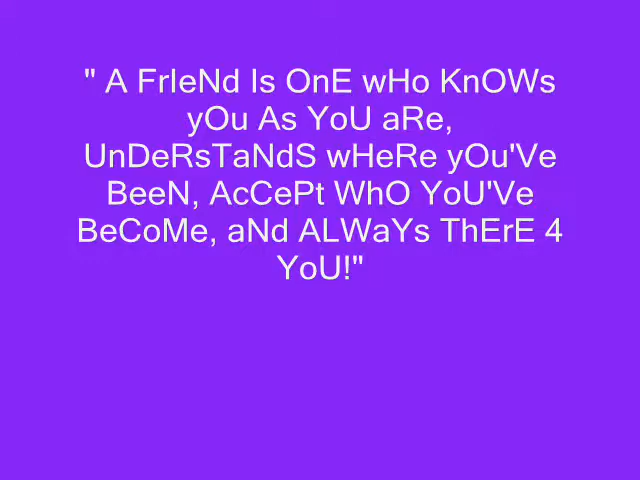 " A FrIeNd Is OnE wHo KnOWs
yOu As YoU aRe,
UnDeRsTaNdS wHeRe yOu'Ve
BeeN, AcCePt WhO YoU'Ve
BeCoMe, aNd ALWaYs ThErE 4
YoU!"